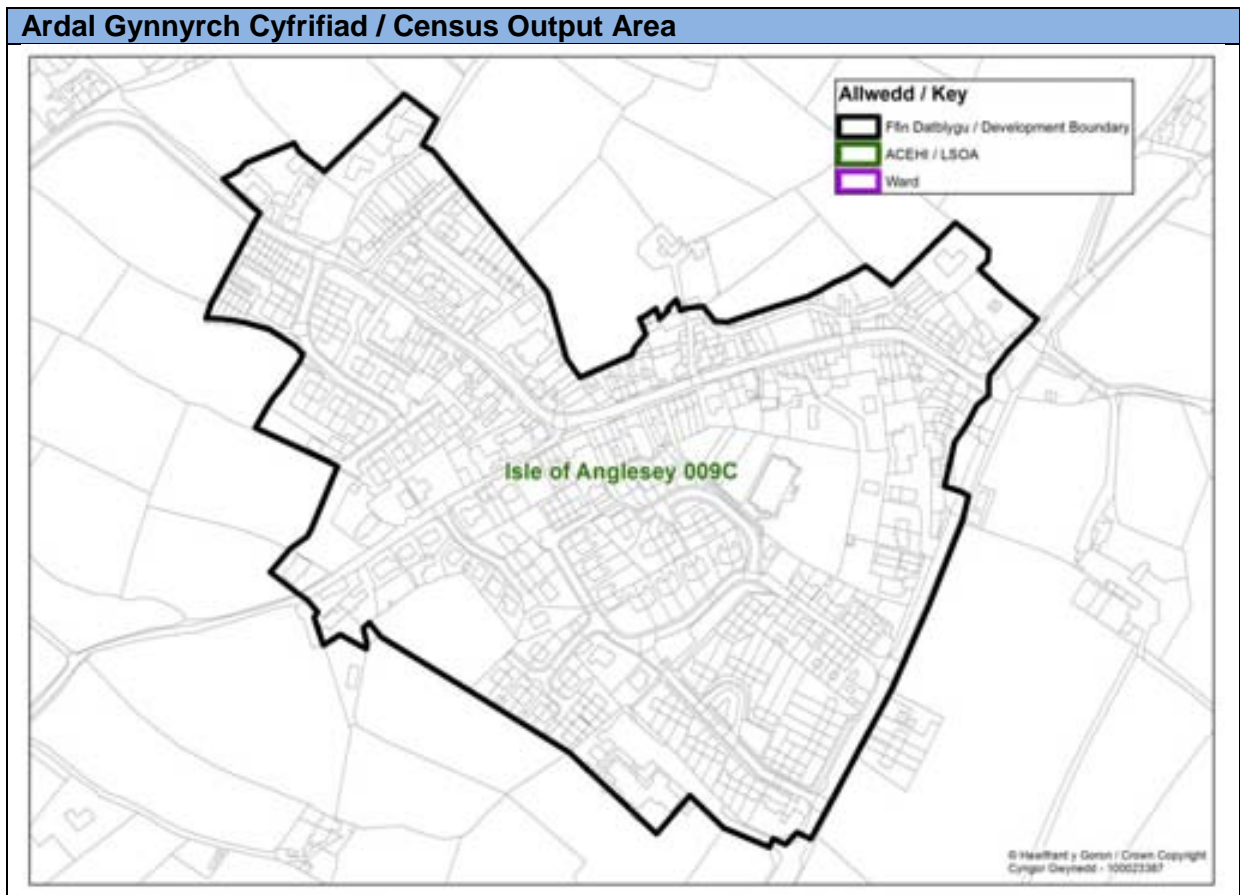 Ardal Gynnyrch Cyfrifiad / Census Output Area
Allwedd / Key
Ffin Datblygu / Development Boundary
ACEHI / LSOA
Ward
Isle of Anglesey 009C
© Hawlfraint y Goron / Crown Copyright
Cyngor Gwynedd - 100023387